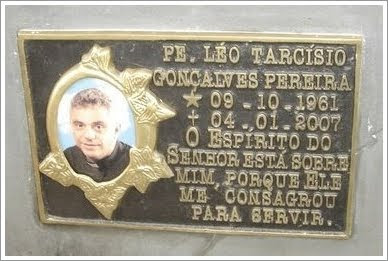 PE. LÉO TARCÍSIO
GONÇALVES PEREIRA
★ 09-10-1961
✝ 04-01-2007
O ESPÍRITO DO
SENHOR ESTÁ SOBRE
MIM, PORQUE ELE
ME CONSAGROU
PARA SERVIR.